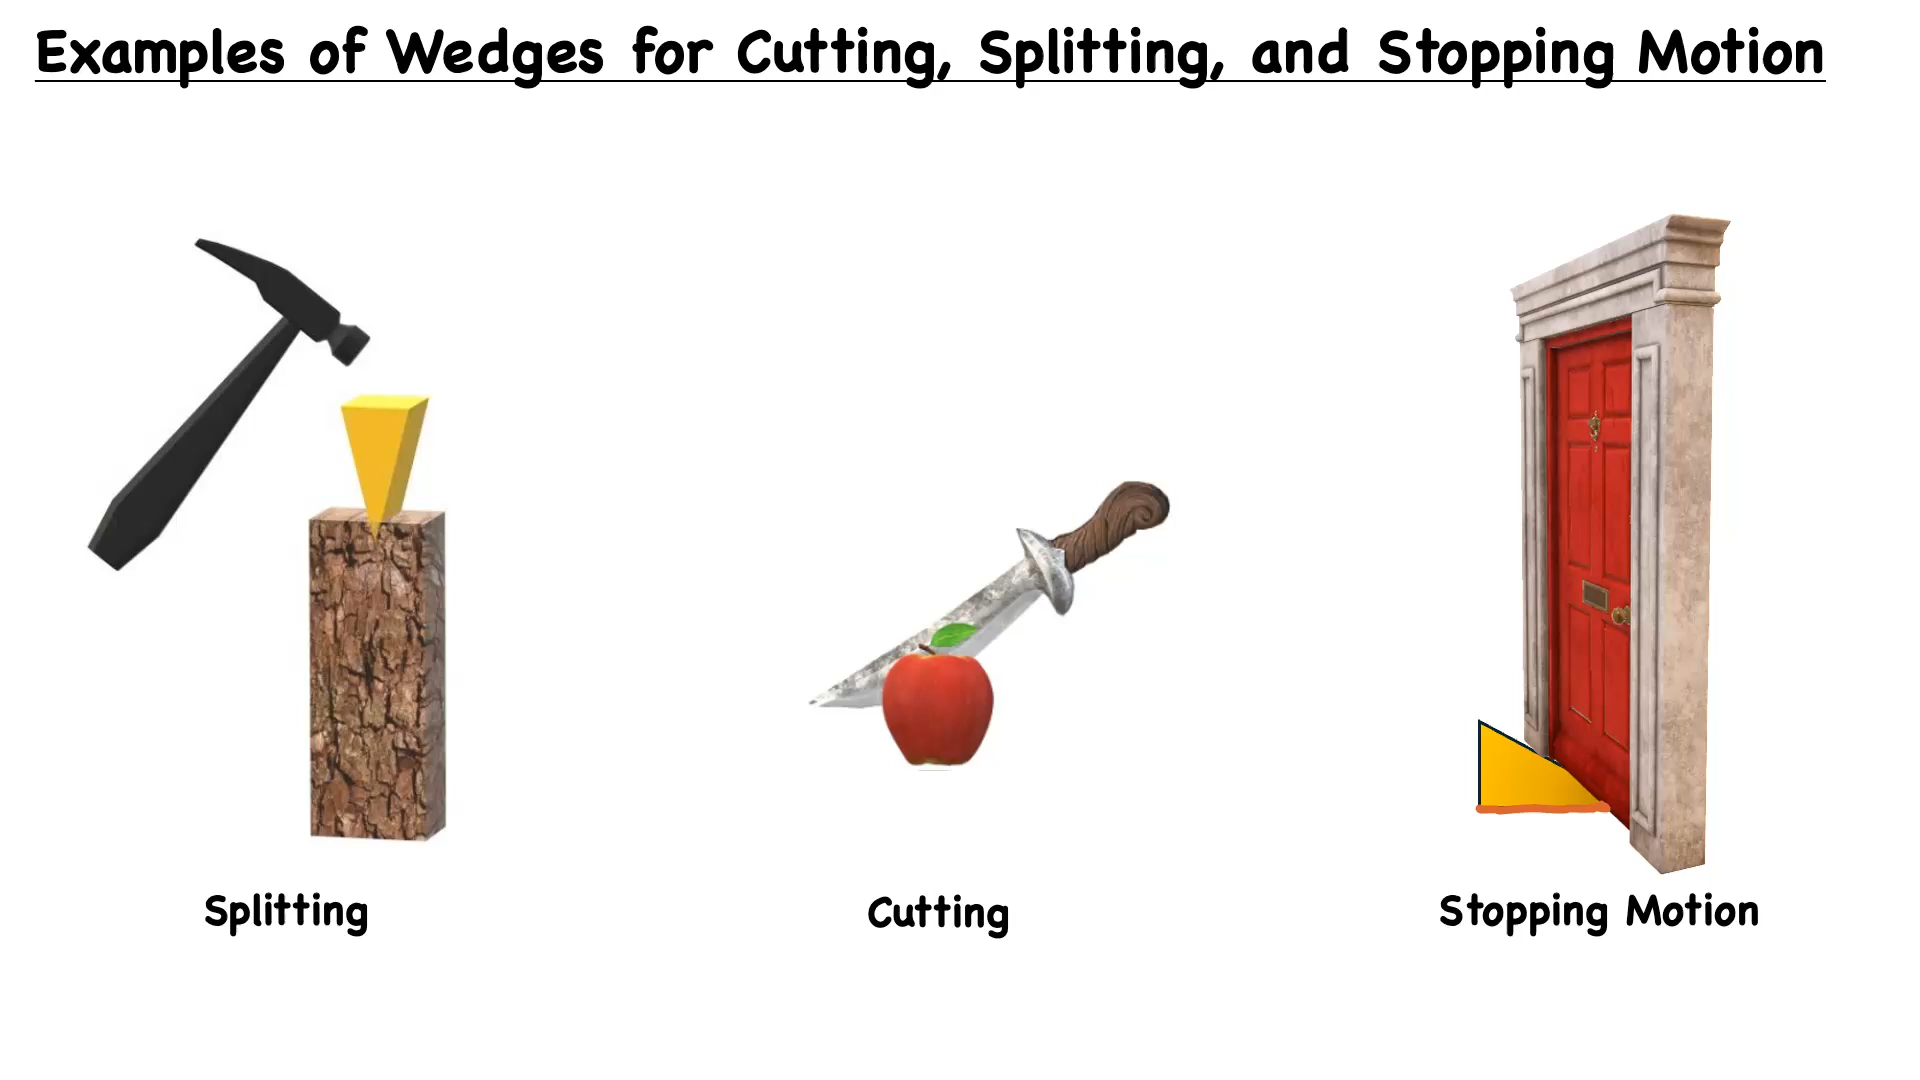 Examples of Wedges for Cutting, Splitting, and Stopping Motion
Splitting
Cutting
Stopping Motion